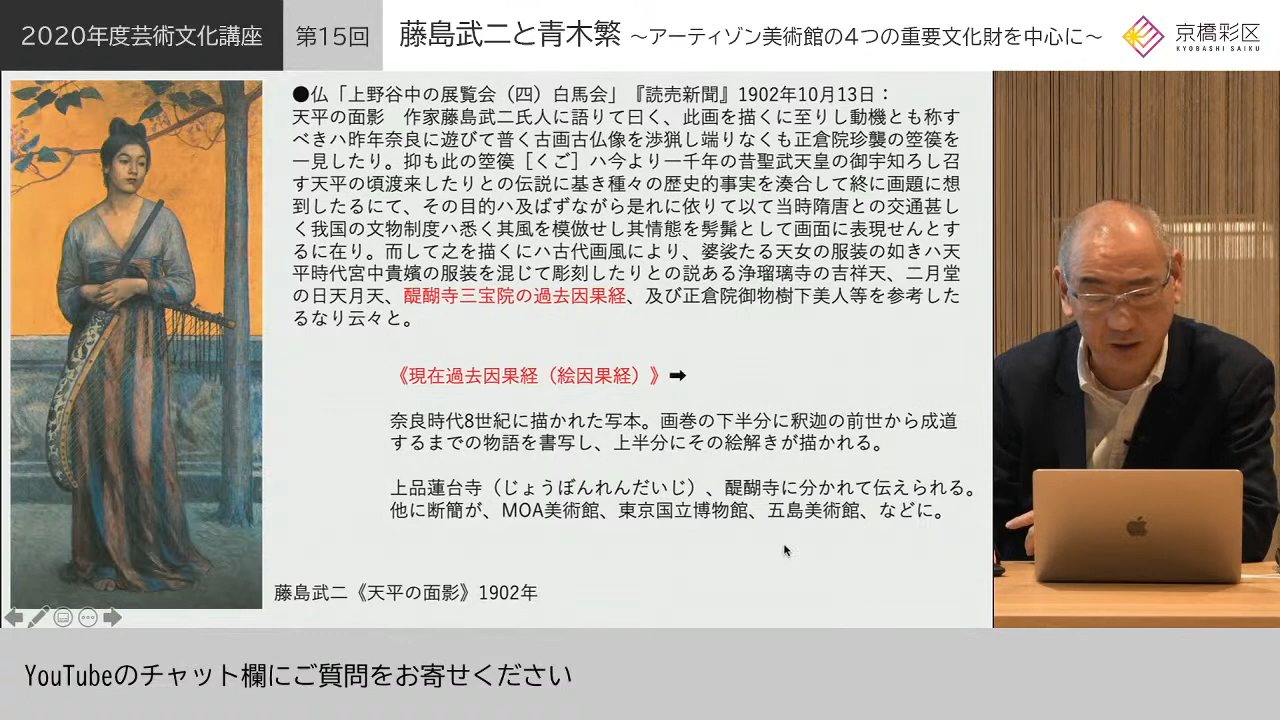 2020年度芸術文化講座
第15回
藤島武二と青木繁 ～アーティゾン美術館の4つの重要文化財を中心に～
京橋彩区
KYOBASHI SAIKU
●仏「上野谷中の展覧会（四）白馬会」『読売新聞』1902年10月13日：
天平の面影　作家藤島武二氏人に語りて曰く、此画を描くに至りし動機とも称す
べきハ昨年奈良に遊びて普く古画古仏像を渉猟し端りなくも正倉院珍襲の箜篌を
一見したり。抑も此の箜篌［くご］ハ今より一千年の昔聖武天皇の御宇知ろし召
す天平の頃渡来したりとの伝説に基き種々の歴史的事実を湊合して終に画題に想
到したるにて、その目的ハ及ばずながら是れに依りて以て当時隋唐との交通甚し
く我国の文物制度ハ悉く其風を模倣せし其情態を髣髴として画面に表現せんとす
るに在り。而して之を描くにハ古代画風により、婆娑たる天女の服装の如きハ天
平時代宮中貴嬪の服装を混じて彫刻したりとの説ある浄瑠璃寺の吉祥天、二月堂
の日天月天、醍醐寺三宝院の過去因果経、及び正倉院御物樹下美人等を参考した
るなり云々と。
《現在過去因果経（絵因果経）》➡
奈良時代8世紀に描かれた写本。画巻の下半分に釈迦の前世から成道
するまでの物語を書写し、上半分にその絵解きが描かれる。
上品蓮台寺（じょうぼんれんだいじ）、醍醐寺に分かれて伝えられる。
他に断簡が、MOA美術館、東京国立博物館、五島美術館、などに。
藤島武二《天平の面影》1902年
YouTubeのチャット欄にご質問をお寄せください